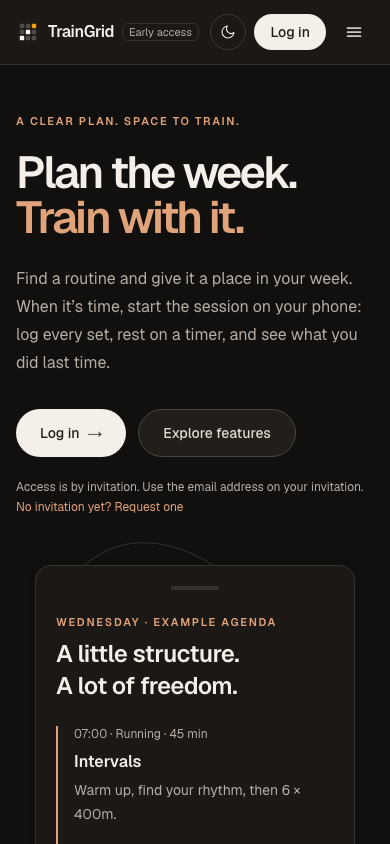 TrainGrid Early access Log in
A CLEAR PLAN. SPACE TO TRAIN.
Plan the week.
Train with it.
Find a routine and give it a place in your week.
When it’s time, start the session on your phone:
log every set, rest on a timer, and see what you
did last time.
Log in → Explore features
Access is by invitation. Use the email address on your invitation.
No invitation yet? Request one
WEDNESDAY · EXAMPLE AGENDA
A little structure.
A lot of freedom.
07:00 · Running · 45 min
Intervals
Warm up, find your rhythm, then 6 ×
400m.